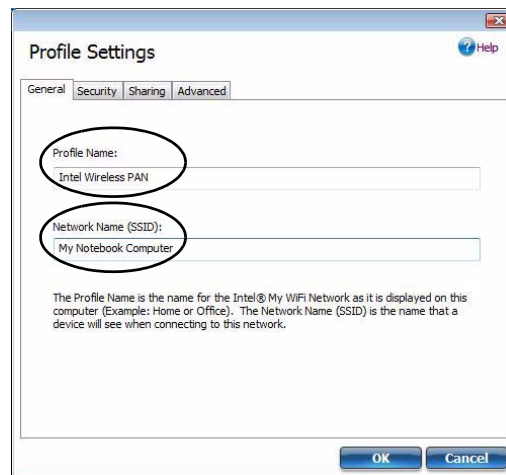 Profile Settings
Help
General Security Sharing Advanced
Profile Name:
Intel Wireless PAN
Network Name (SSID):
My Notebook Computer
The Profile Name is the name for the Intel® My WiFi Network as it is displayed on this
computer (Example: Home or Office). The Network Name (SSID) is the name that a
device will see when connecting to this network.
OK Cancel